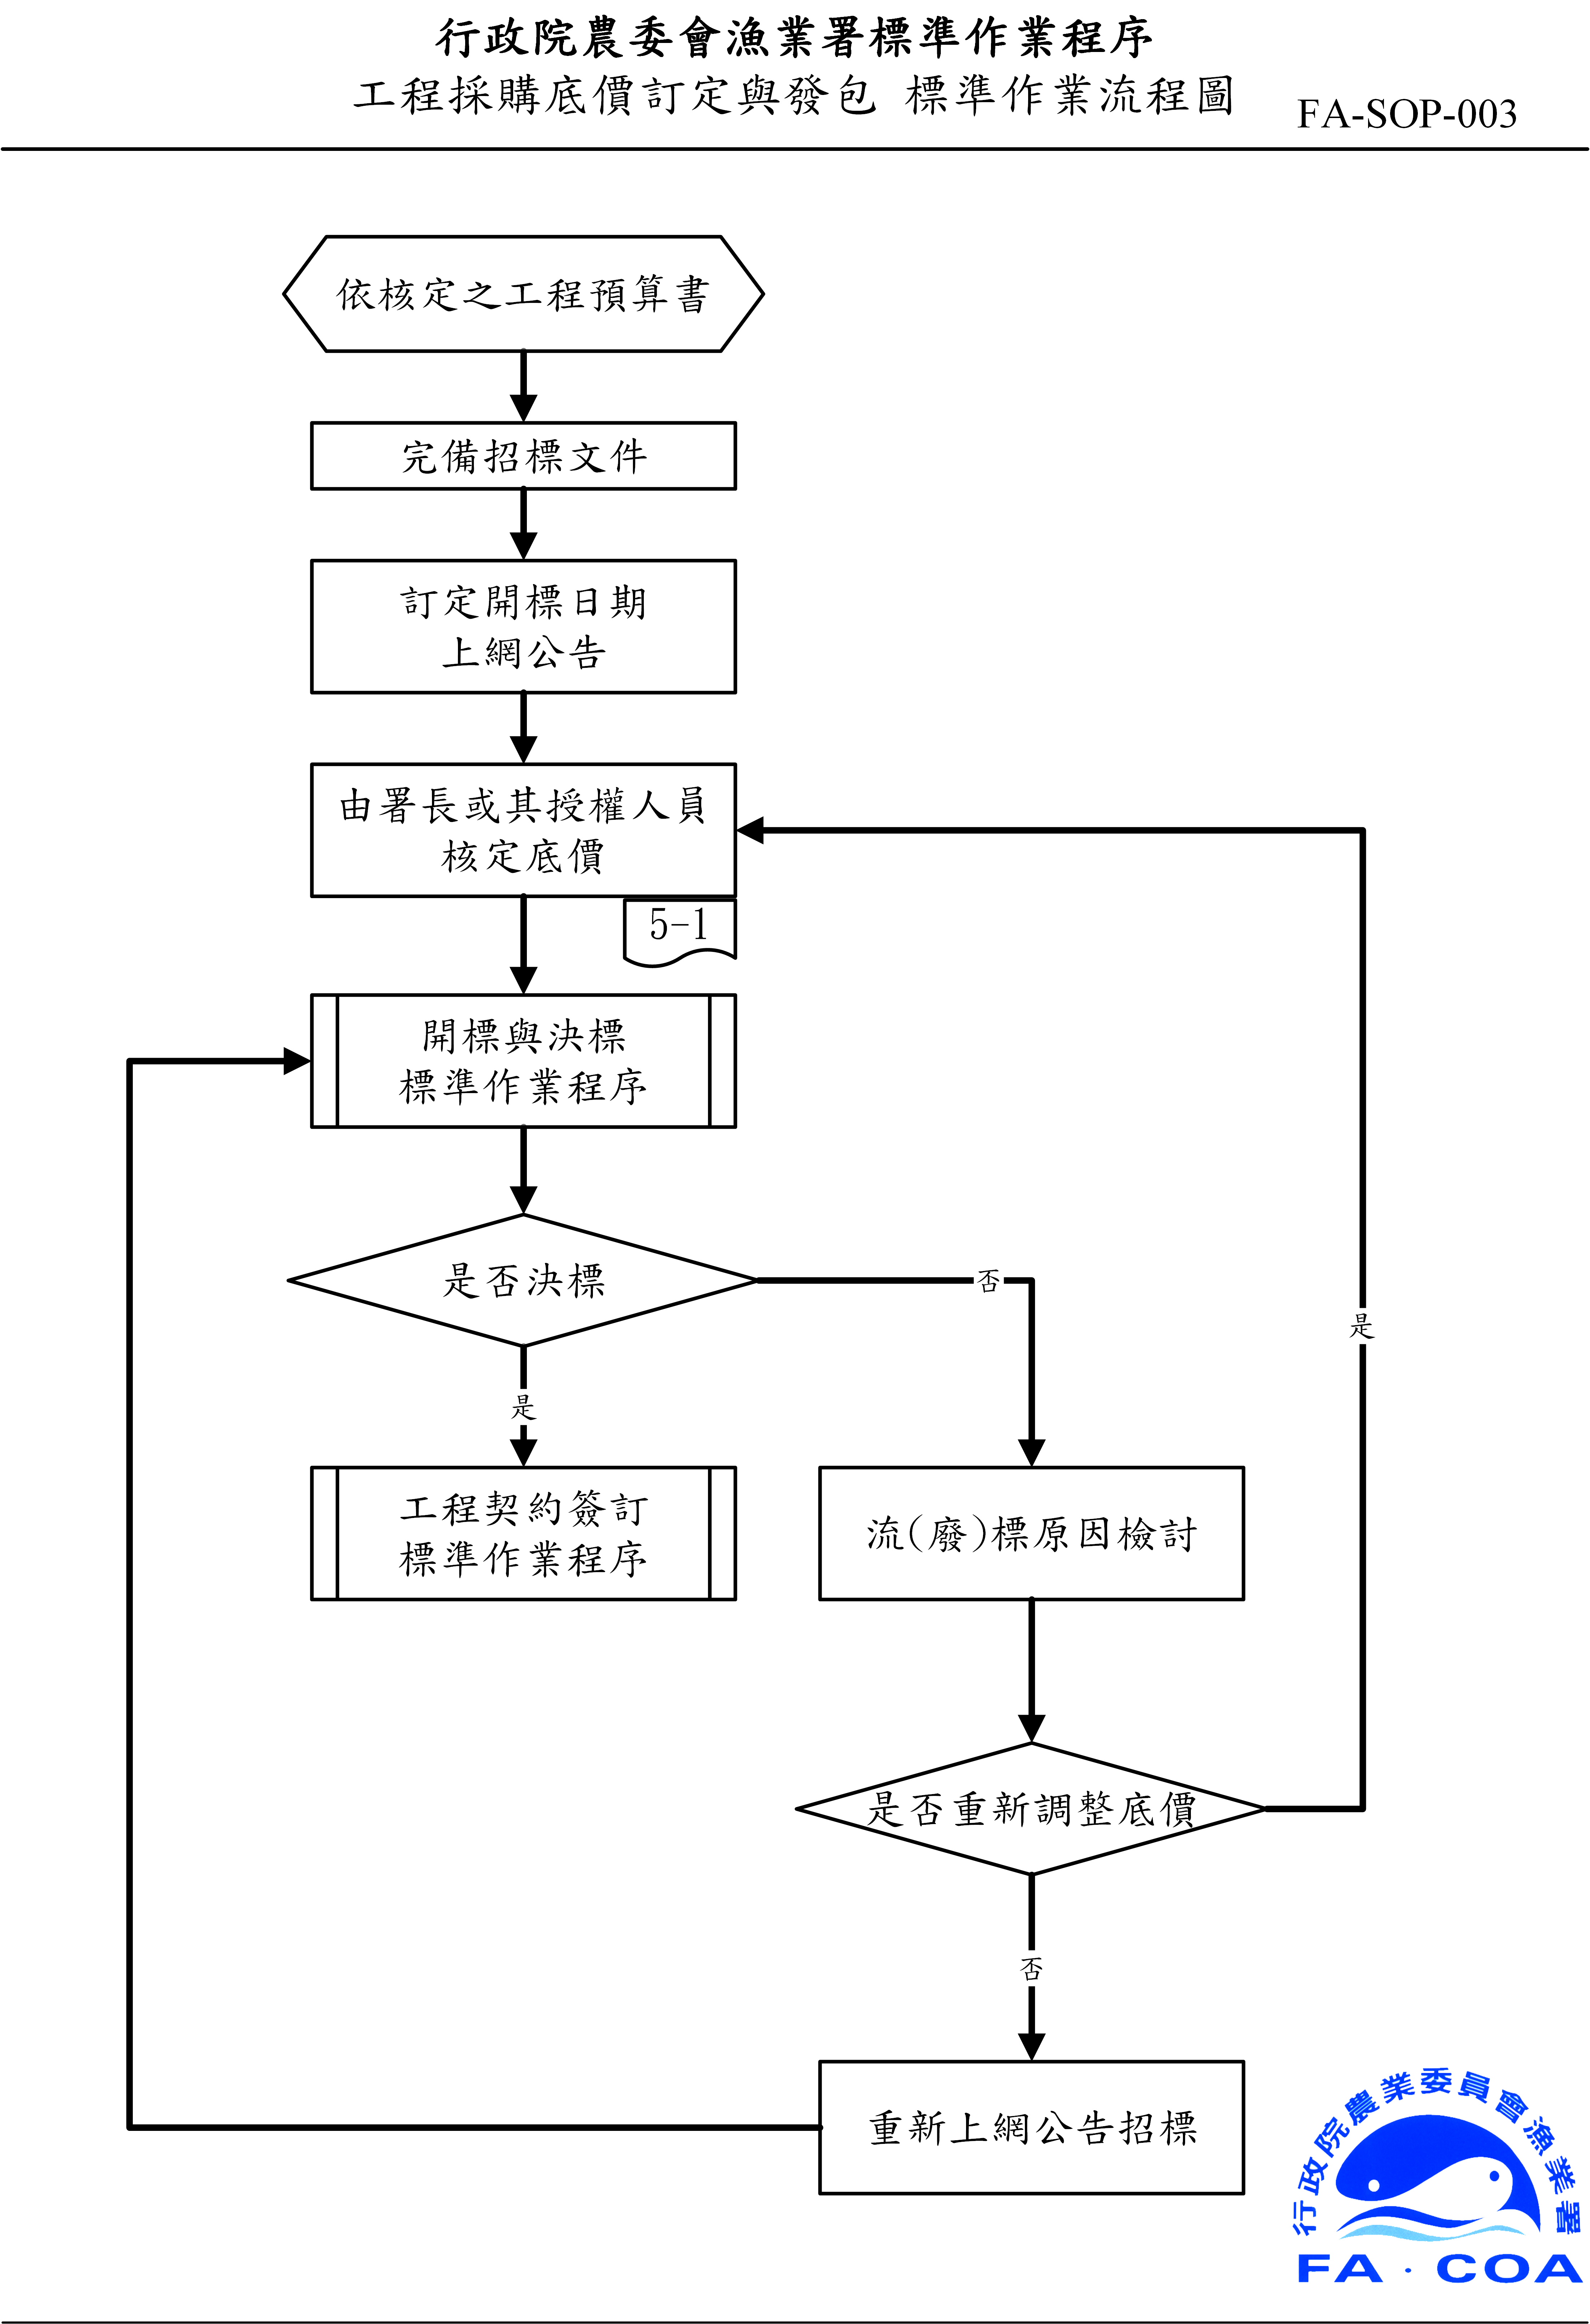 行政院農委會漁業署標準作業程序
工程採購底價訂定與發包 標準作業流程圖
FA-SOP-003
依核定之工程預算書
完備招標文件
訂定開標日期
上網公告
由署長或其授權人員
核定底價
5-1
開標與決標
標準作業程序
是否決標
否
是
是
工程契約簽訂
標準作業程序
流(廢)標原因檢討
是否重新調整底價
否
重新上網公告招標
行政院農業委員會漁業署
FA·COA